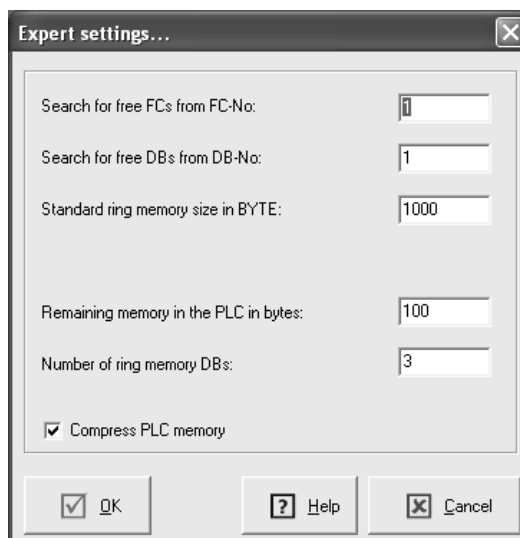 Expert settings...
Search for free FCs from FC-No: 1
Search for free DBs from DB-No: 1
Standard ring memory size in BYTE: 1000
Remaining memory in the PLC in bytes: 100
Number of ring memory DBs: 3
Compress PLC memory
OK ? Help Cancel